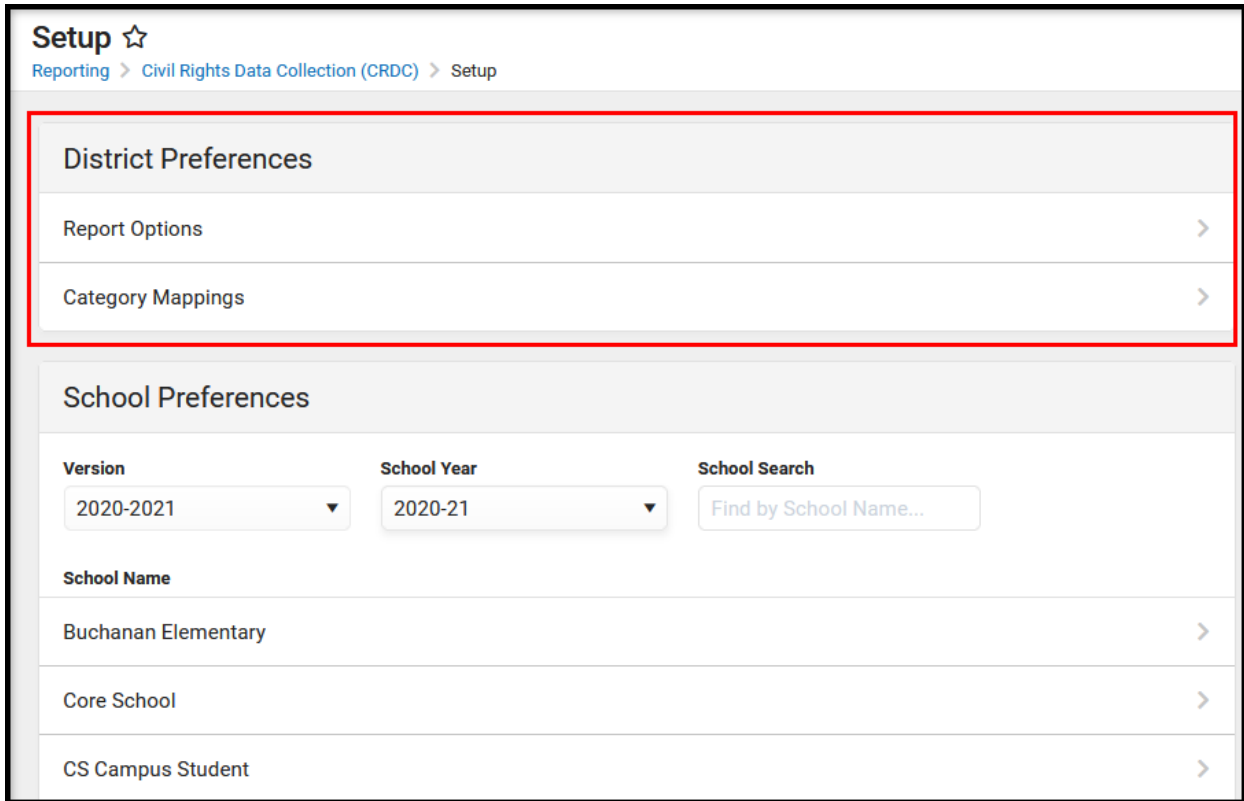 Setup
Reporting > Civil Rights Data Collection (CRDC) > Setup
District Preferences
Report Options
Category Mappings
School Preferences
Version School Year School Search
2020-2021 2020-21 Find by School Name...
School Name
Buchanan Elementary
Core School
CS Campus Student